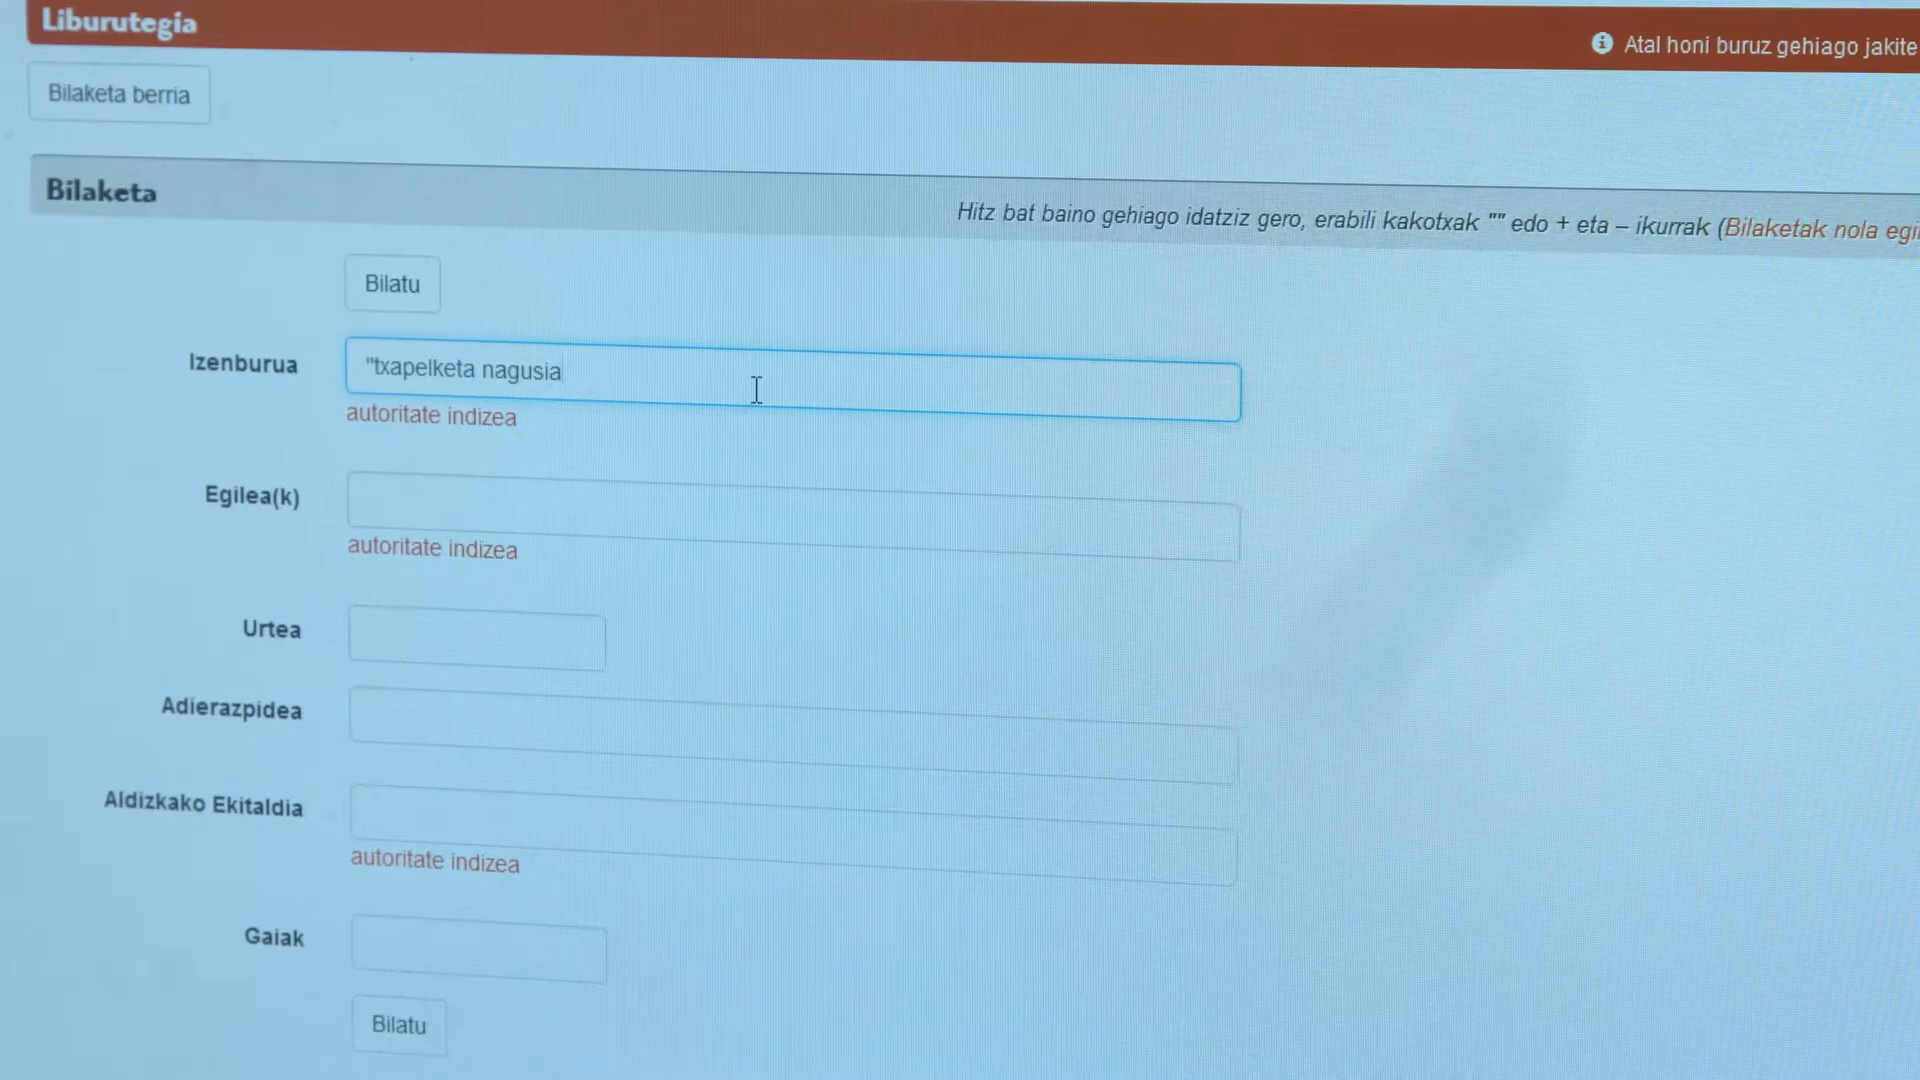 Liburutegia
Atal honi buruz gehiago jakite
Bilaketa berria
Bilaketa
Hitz bat baino gehiago idatziz gero, erabili kakotxak "" edo + eta – ikurrak (Bilaketak nola egi
Bilatu
Izenburua
"txapelketa nagusia
autoritate indizea
Egilea(k)
autoritate indizea
Urtea
Adierazpidea
Aldizkako Ekitaldia
autoritate indizea
Gaiak
Bilatu